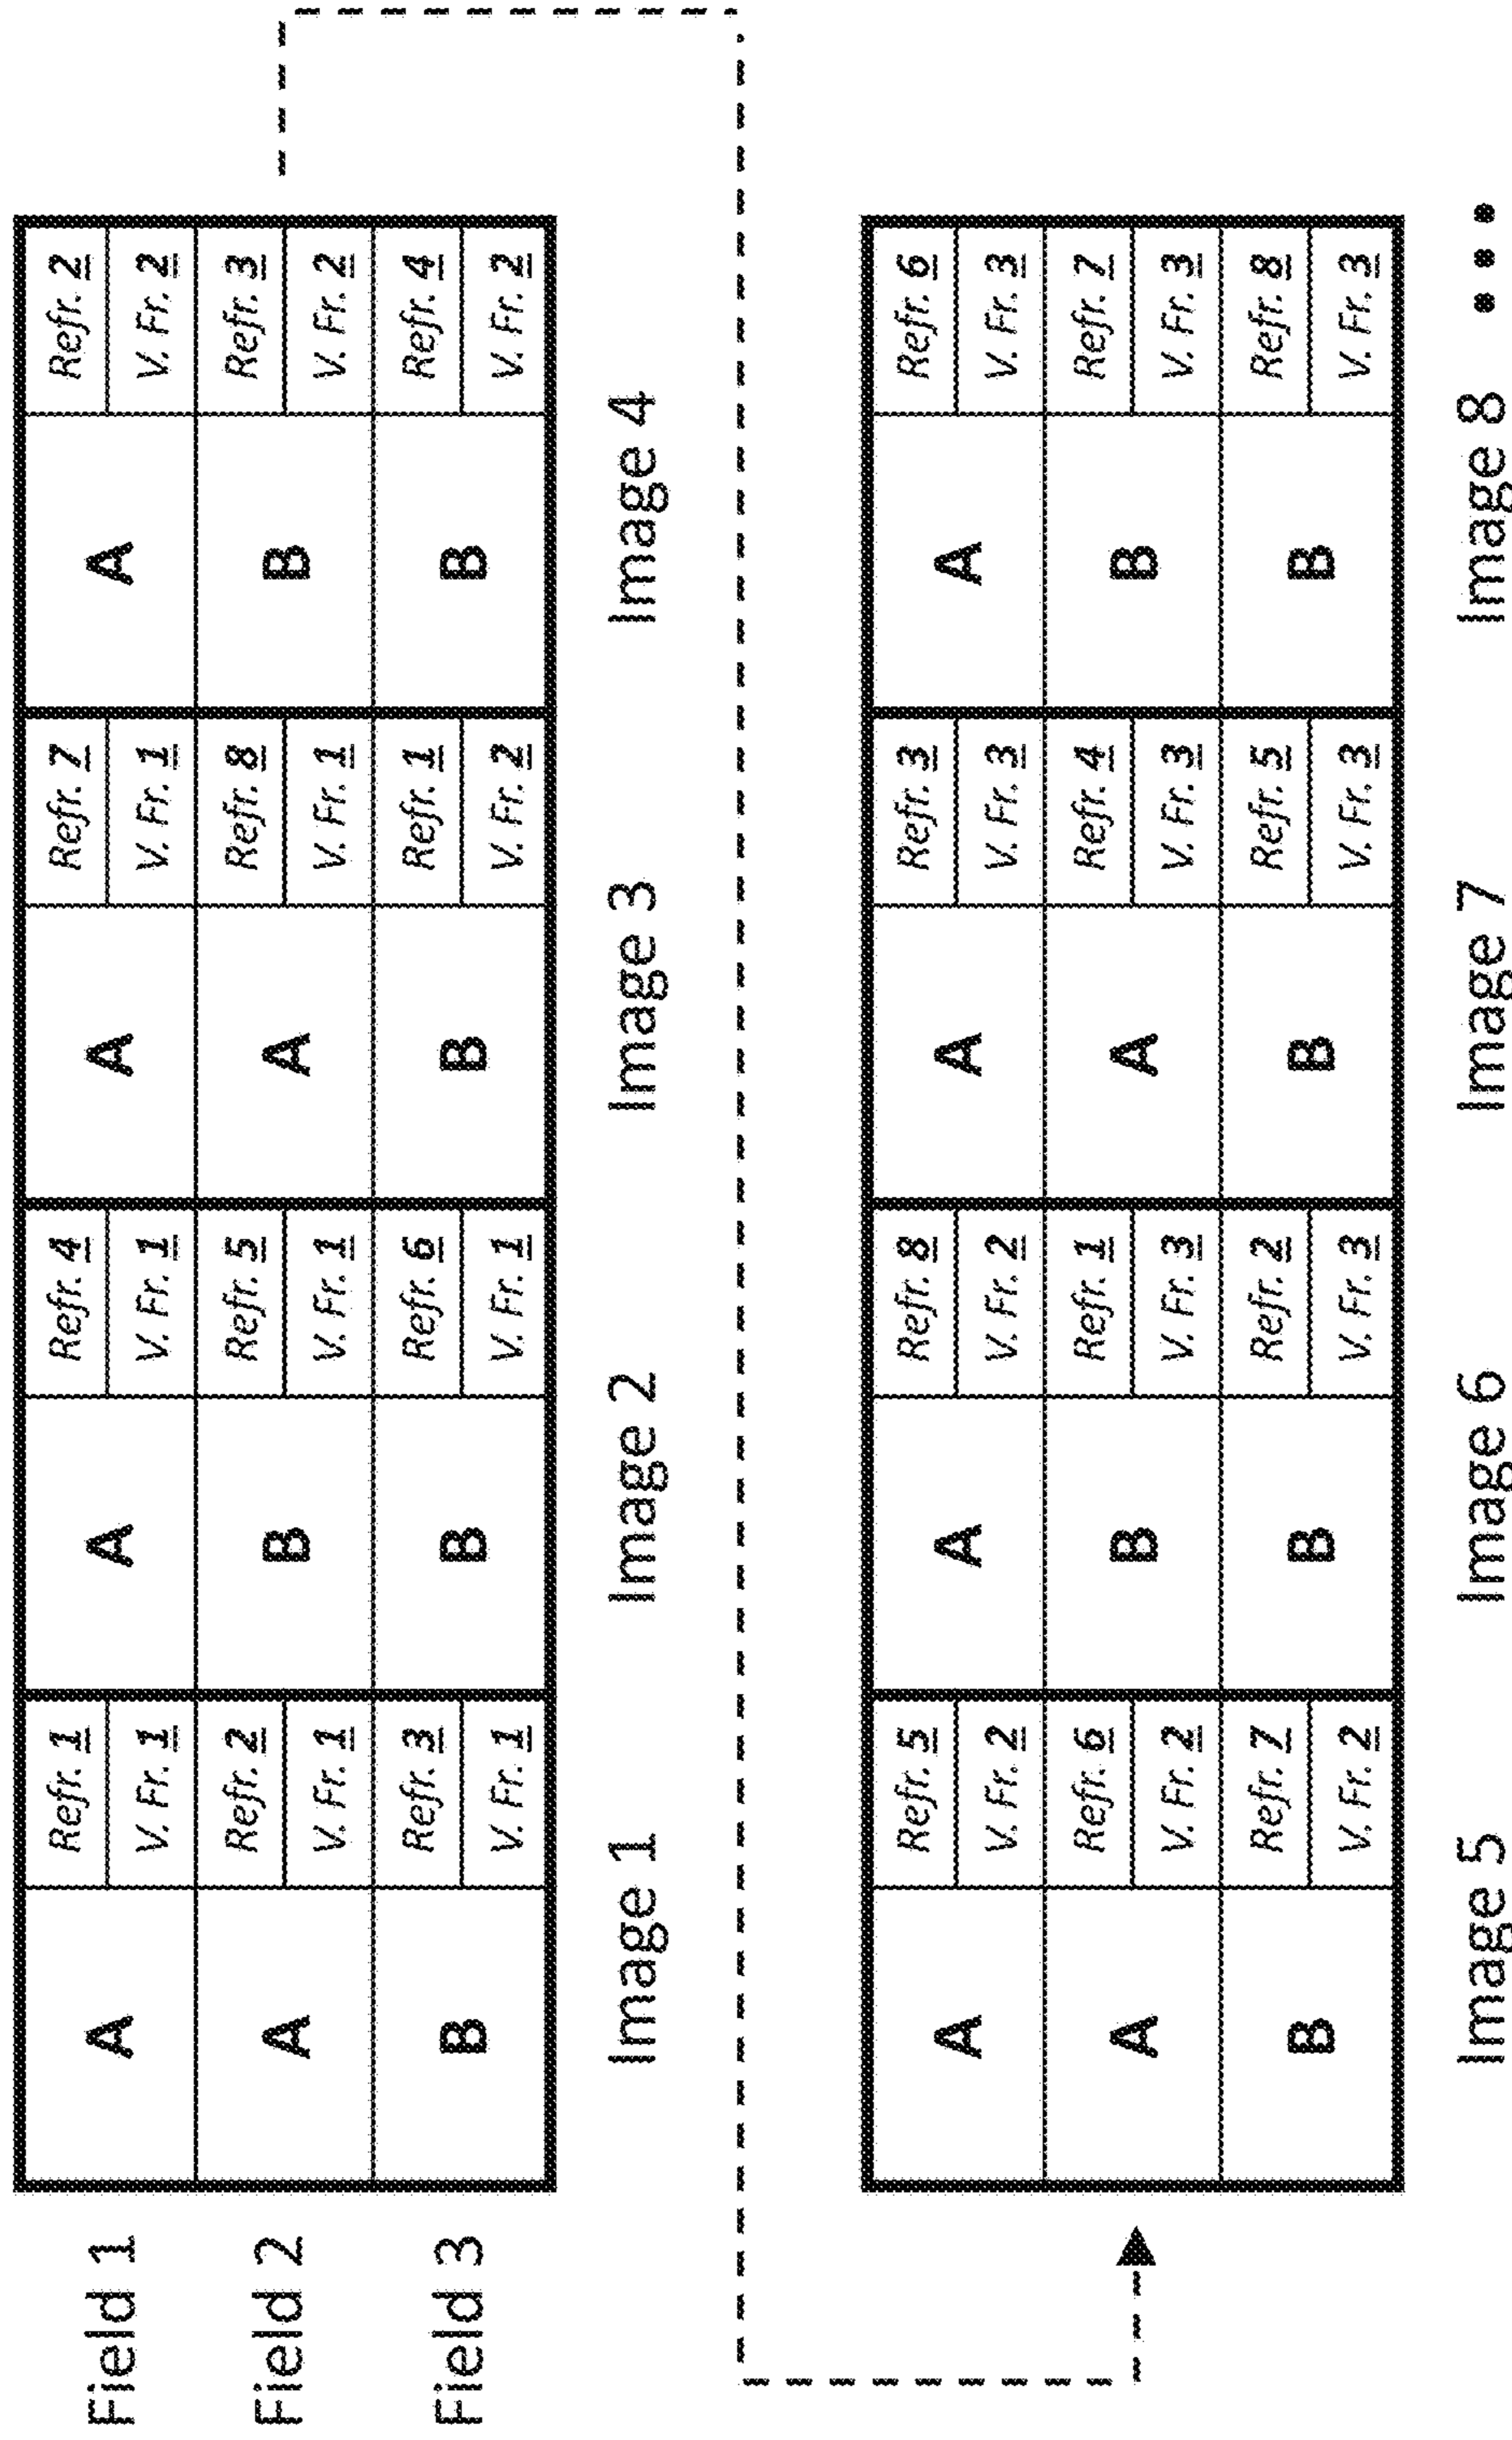 Refr. 1 Refr. 4 Refr. 7 Refr. 2
Field 1 A A A A
V. Fr. 1 V. Fr. 1 V. Fr. 1 V. Fr. 2
Refr. 2 Refr. 5 Refr. 8 Refr. 3
Field 2 A B A B
V. Fr. 1 V. Fr. 1 V. Fr. 1 V. Fr. 2
Refr. 3 Refr. 6 Refr. 1 Refr. 4
Field 3 B B B B
V. Fr. 1 V. Fr. 1 V. Fr. 2 V. Fr. 2
Image 1 Image 2 Image 3 Image 4
Refr. 5 Refr. 8 Refr. 3 Refr. 6
A A A A
V. Fr. 2 V. Fr. 2 V. Fr. 3 V. Fr. 3
Refr. 6 Refr. 1 Refr. 4 Refr. 7
A B A B
V. Fr. 2 V. Fr. 3 V. Fr. 3 V. Fr. 3
Refr. 7 Refr. 2 Refr. 5 Refr. 8
B B B B
V. Fr. 2 V. Fr. 3 V. Fr. 3 V. Fr. 3
Image 5 Image 6 Image 7 Image 8 •••